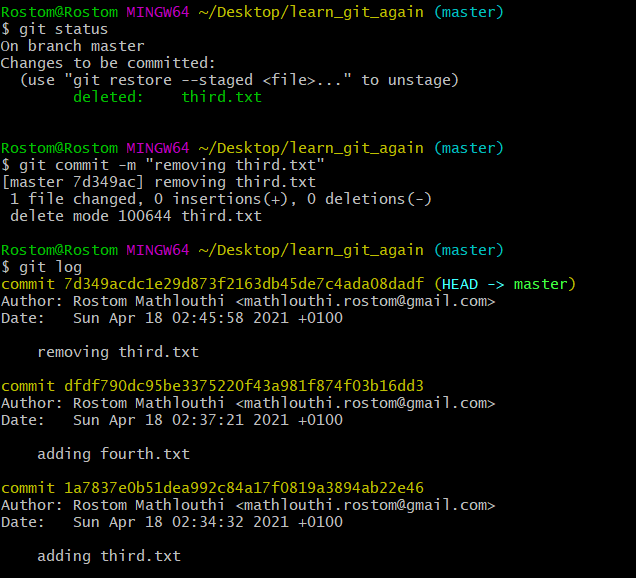 Rostom@Rostom MINGW64 ~/Desktop/learn_git_again (master)
$ git status
On branch master
Changes to be committed:
  (use "git restore --staged <file>..." to unstage)
        deleted:    third.txt
Rostom@Rostom MINGW64 ~/Desktop/learn_git_again (master)
$ git commit -m "removing third.txt"
[master 7d349ac] removing third.txt
 1 file changed, 0 insertions(+), 0 deletions(-)
 delete mode 100644 third.txt
Rostom@Rostom MINGW64 ~/Desktop/learn_git_again (master)
$ git log
commit 7d349acdc1e29d873f2163db45de7c4ada08dadf (HEAD -> master)
Author: Rostom Mathlouthi <mathlouthi.rostom@gmail.com>
Date:   Sun Apr 18 02:45:58 2021 +0100
    removing third.txt
commit dfdf790dc95be3375220f43a981f874f03b16dd3
Author: Rostom Mathlouthi <mathlouthi.rostom@gmail.com>
Date:   Sun Apr 18 02:37:21 2021 +0100
    adding fourth.txt
commit 1a7837e0b51dea992c84a17f0819a3894ab22e46
Author: Rostom Mathlouthi <mathlouthi.rostom@gmail.com>
Date:   Sun Apr 18 02:34:32 2021 +0100
    adding third.txt